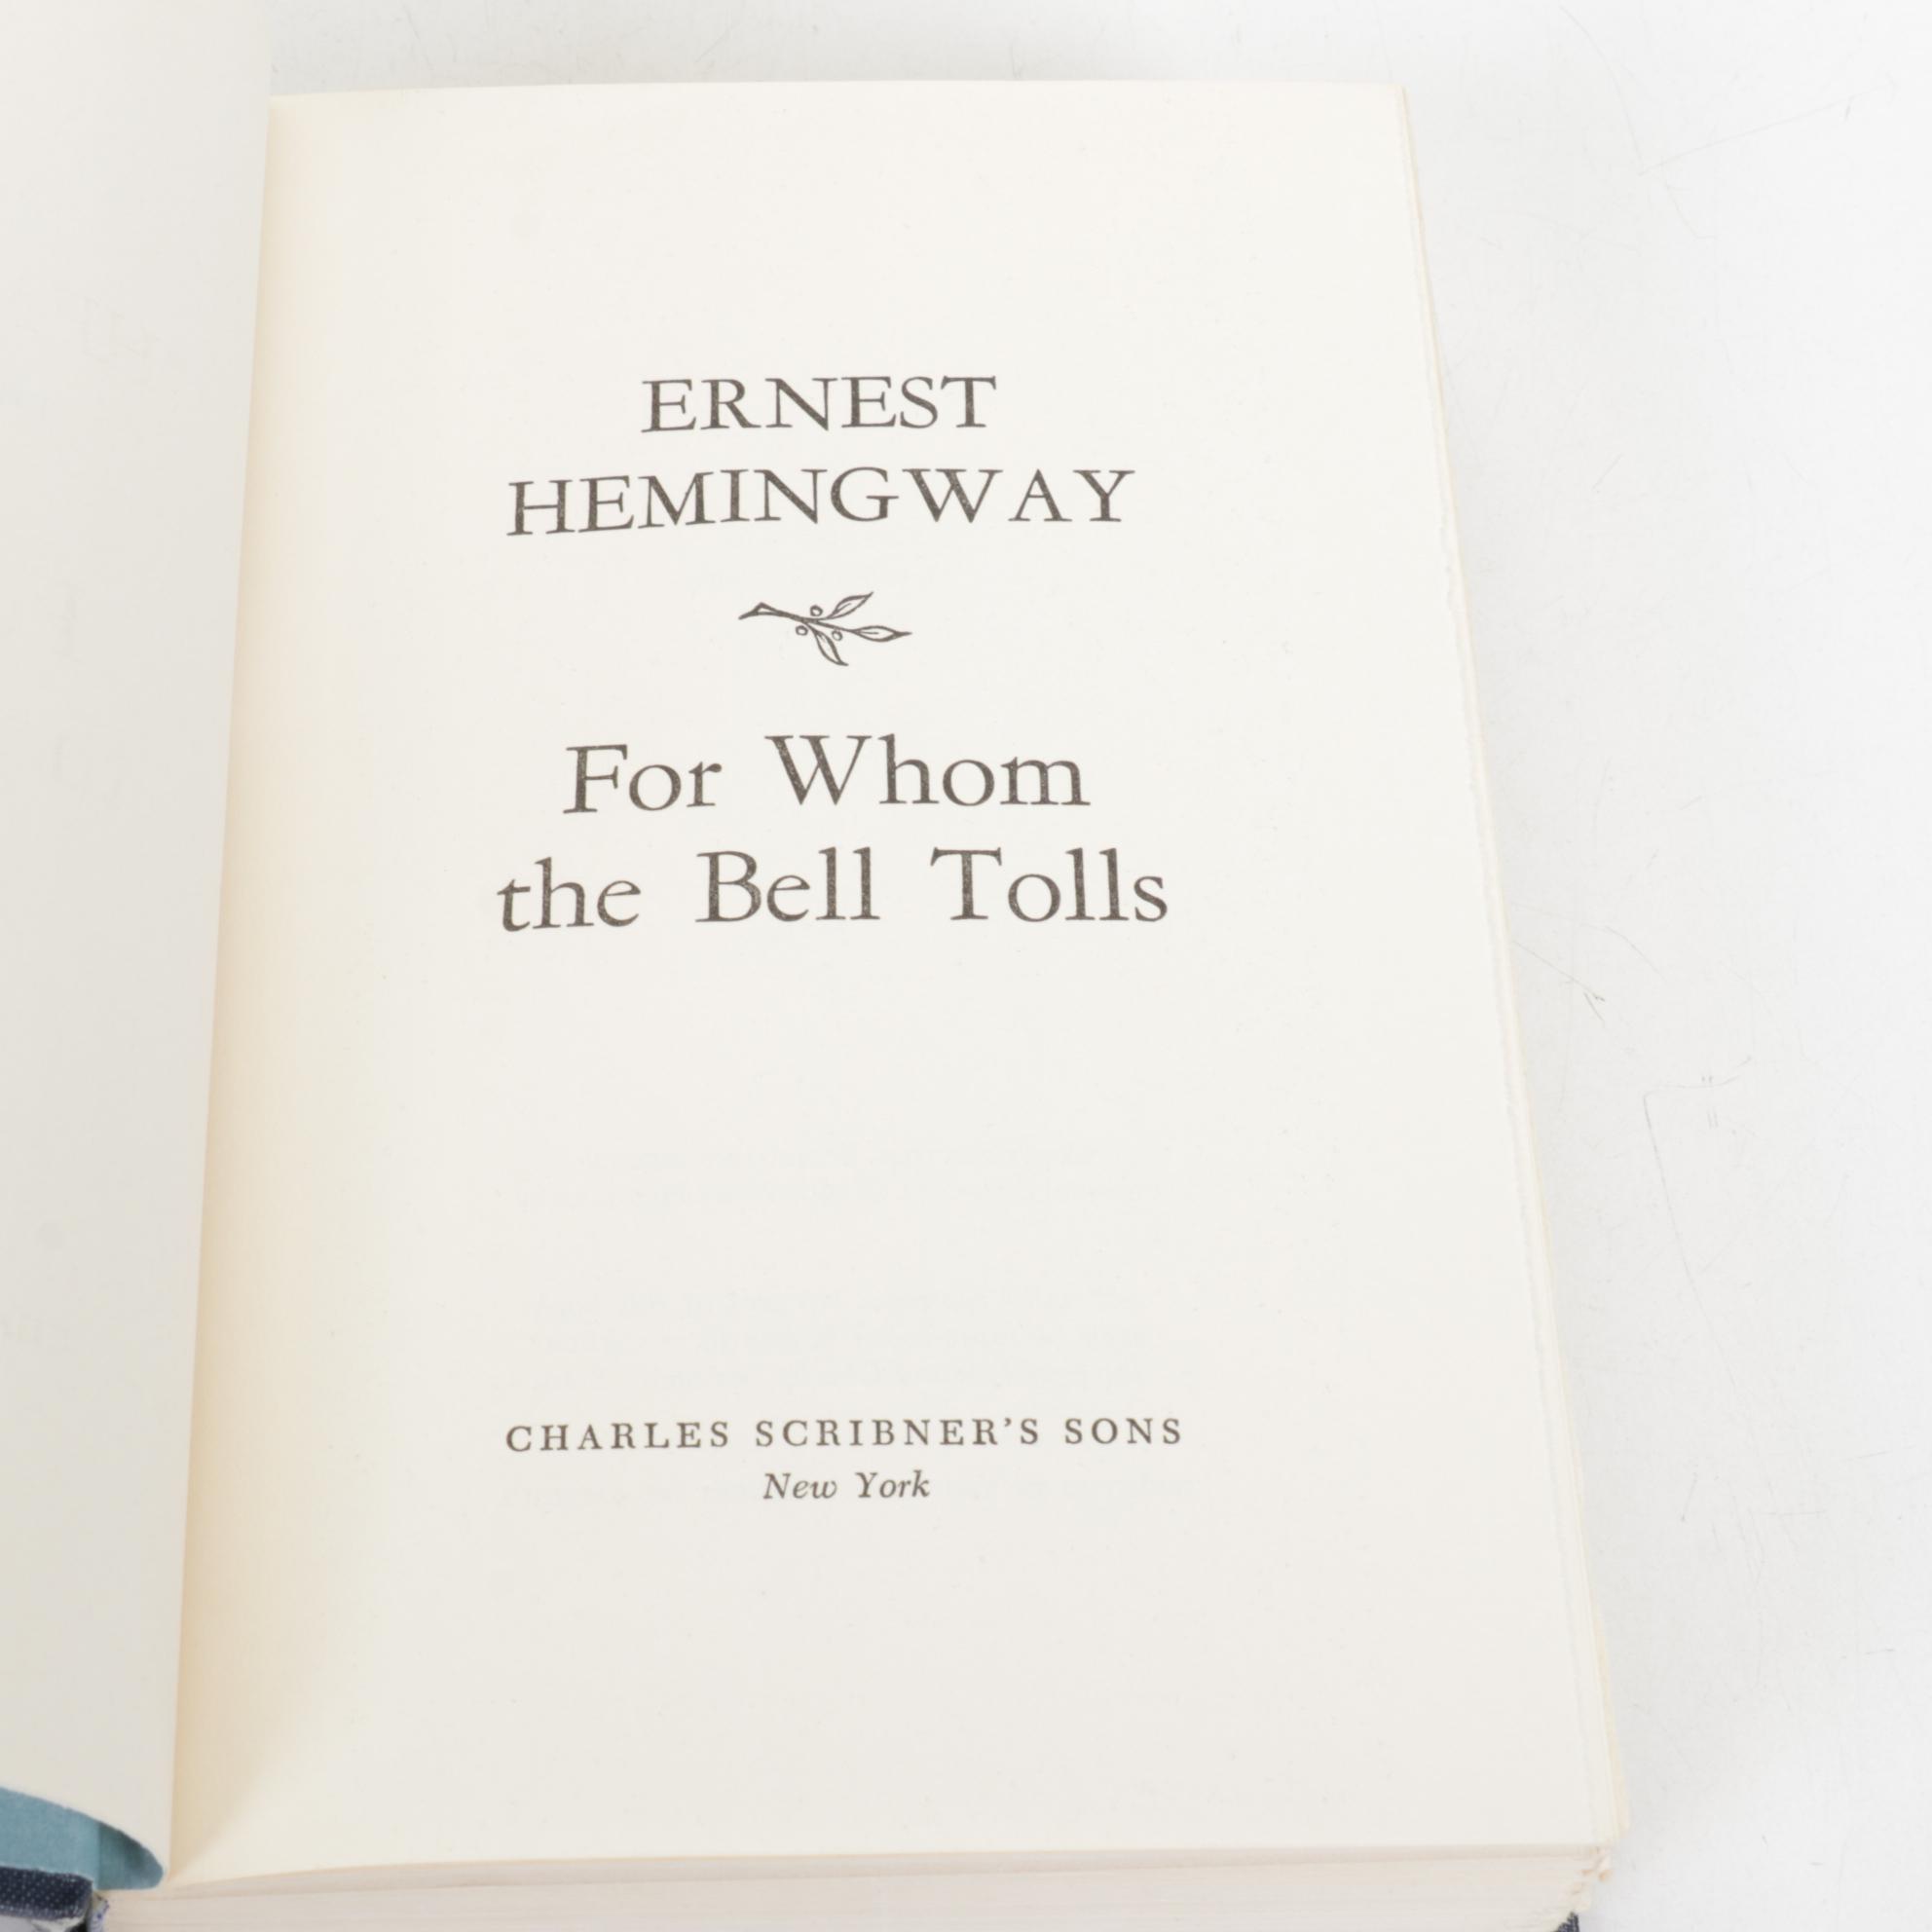 ERNEST
HEMINGWAY
For Whom
the Bell Tolls
CHARLES SCRIBNER'S SONS
New York